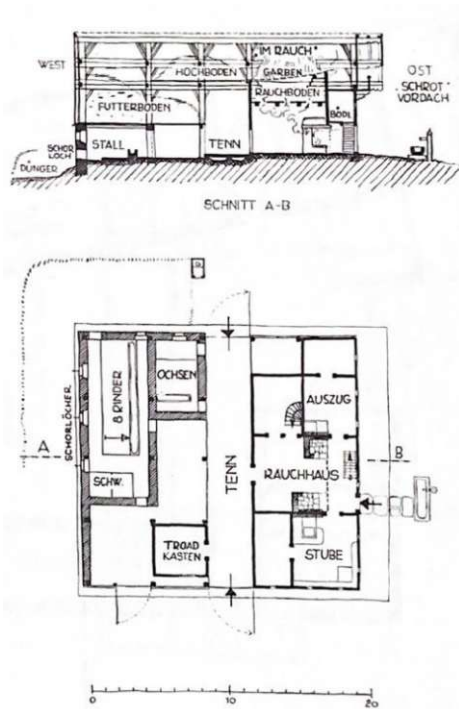 IM RAUCH
WEST
HOCHBODEN
GARBEN
OST
RAUCHBODEN
SCHROT
VORDACH
FUTTERBODEN
BÖDL
SCHOR
LOCH
STALL
TENN
DÜNGER
SCHNITT A-B
OCHSEN
8 RINDER
AUSZUG
SCHORLÖCHER
A
TENN
RAUCHHAUS
B
SCHW.
TROAD
KASTEN
STUBE
0
10
20